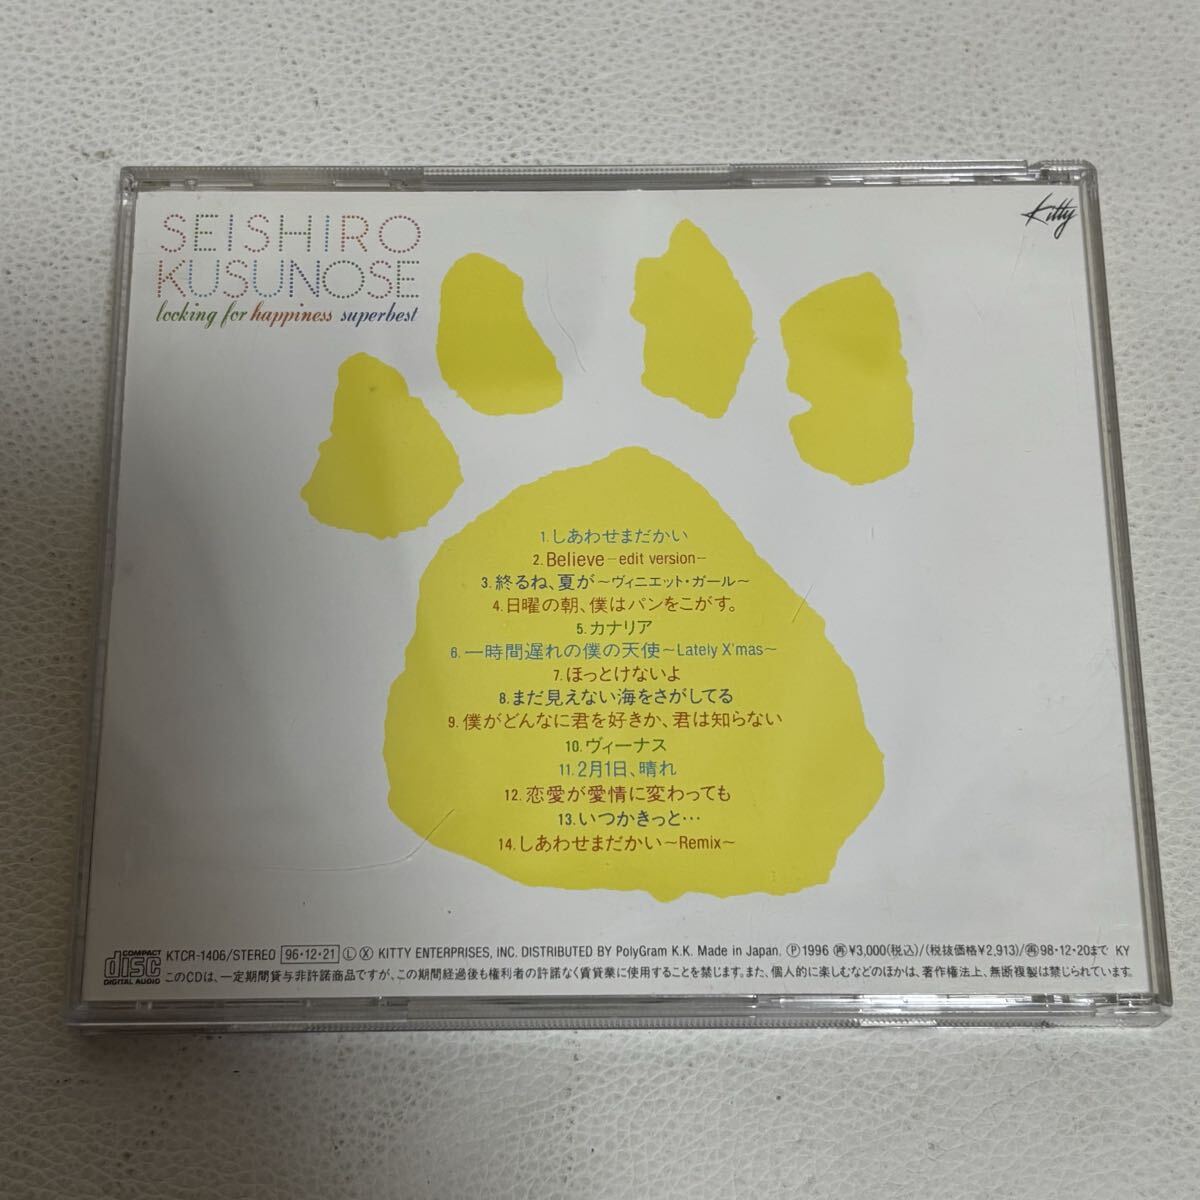 SEISHIRO
KUSUNOSE
looking for happiness superbest
Kitty
1.しあわせまだかい
2.Believe–edit version–
3.終るね、夏が～ヴィニエット・ガール～
4.日曜の朝、僕はパンをこがす。
5.カナリア
6.一時間遅れの僕の天使～Lately X'mas～
7.ほっとけないよ
8.まだ見えない海をさがしてる
9.僕がどんなに君を好きか、君は知らない
10.ヴィーナス
11.2月1日、晴れ
12.恋愛が愛情に変わっても
13.いつかきっと…
14.しあわせまだかい～Remix～
COMPACT
disc
DIGITAL AUDIO
KTCR-1406/STEREO 96・12・21 Ⓛ Ⓧ KITTY ENTERPRISES, INC. DISTRIBUTED BY PolyGram K.K. Made in Japan. Ⓟ 1996 ㊢¥3,000(税込)/(税抜価格¥2,913)/㊢98・12・20まで KY
このCDは、一定期間貸与非許諾商品ですが、この期間経過後も権利者の許諾なく賃貸業に使用することを禁じます。また、個人的に楽しむなどのほかは、著作権法上、無断複製は禁じられています。